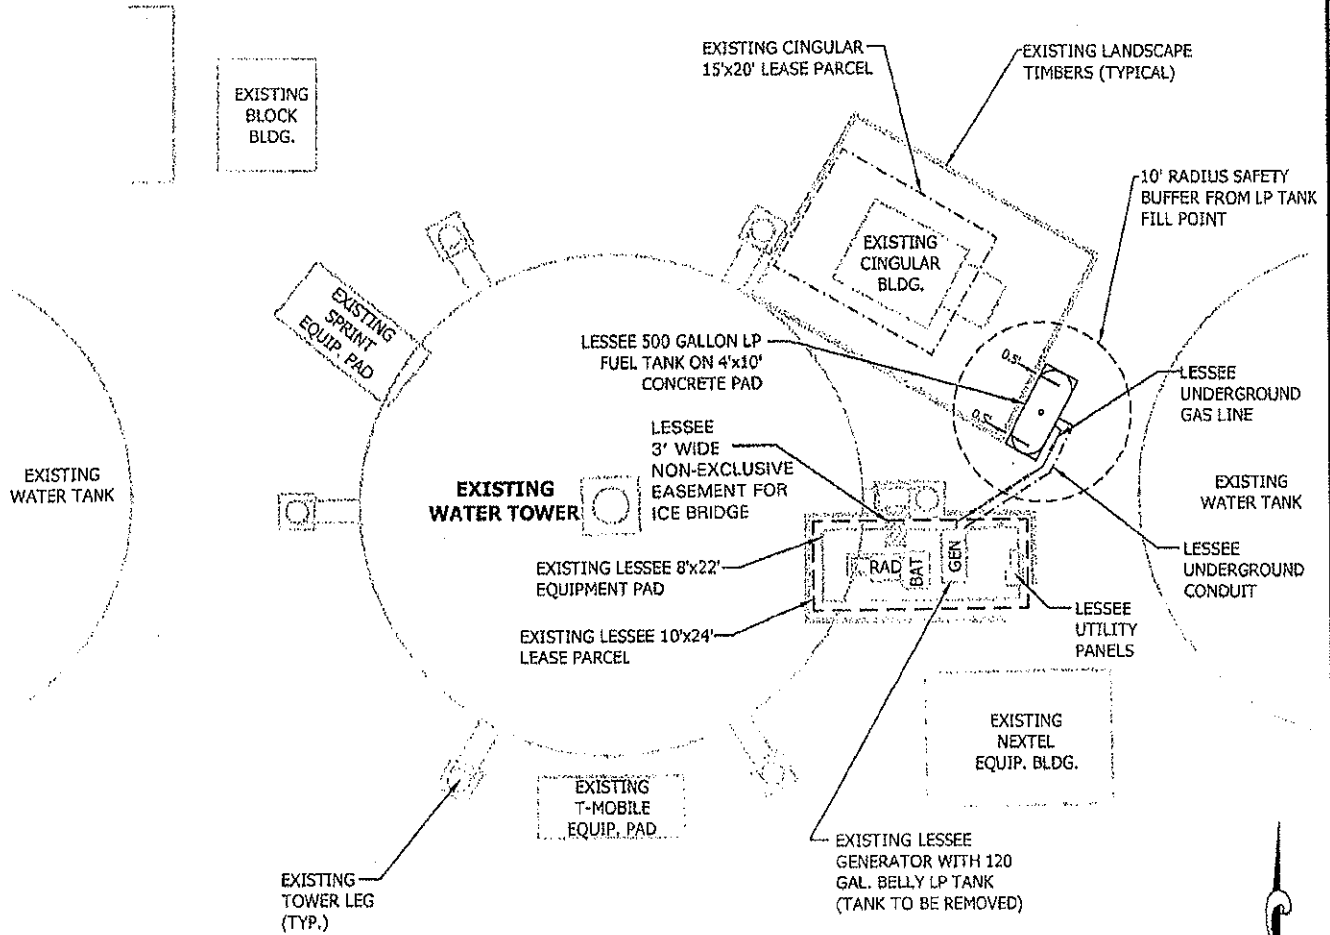 EXISTING CINGULAR
15'x20' LEASE PARCEL
EXISTING LANDSCAPE
TIMBERS (TYPICAL)
EXISTING
BLOCK
BLDG.
10' RADIUS SAFETY
BUFFER FROM LP TANK
FILL POINT
EXISTING
CINGULAR
BLDG.
EXISTING
SPRINT
EQUIP. PAD
LESSEE 500 GALLON LP
FUEL TANK ON 4'x10'
CONCRETE PAD
0.5'
0.5'
LESSEE
UNDERGROUND
GAS LINE
LESSEE
3' WIDE
NON-EXCLUSIVE
EASEMENT FOR
ICE BRIDGE
EXISTING
WATER TANK
EXISTING
WATER TOWER
EXISTING
WATER TANK
EXISTING LESSEE 8'x22'
EQUIPMENT PAD
RAD
BAT
GEN
LESSEE
UNDERGROUND
CONDUIT
EXISTING LESSEE 10'x24'
LEASE PARCEL
LESSEE
UTILITY
PANELS
EXISTING
NEXTEL
EQUIP. BLDG.
EXISTING
T-MOBILE
EQUIP. PAD
EXISTING LESSEE
GENERATOR WITH 120
GAL. BELLY LP TANK
(TANK TO BE REMOVED)
EXISTING
TOWER LEG
(TYP.)